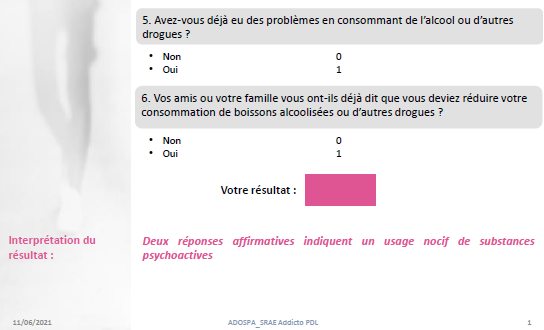 5. Avez-vous déjà eu des problèmes en consommant de l'alcool ou d'autres
drogues ?
• Non 0
• Oui 1
6. Vos amis ou votre famille vous ont-ils déjà dit que vous deviez réduire votre
consommation de boissons alcoolisées ou d'autres drogues ?
• Non 0
• Oui 1
Votre résultat :
Interprétation du
résultat :
Deux réponses affirmatives indiquent un usage nocif de substances
psychoactives
11/06/2021 ADOSPA_SRAE Addicto PDL 1